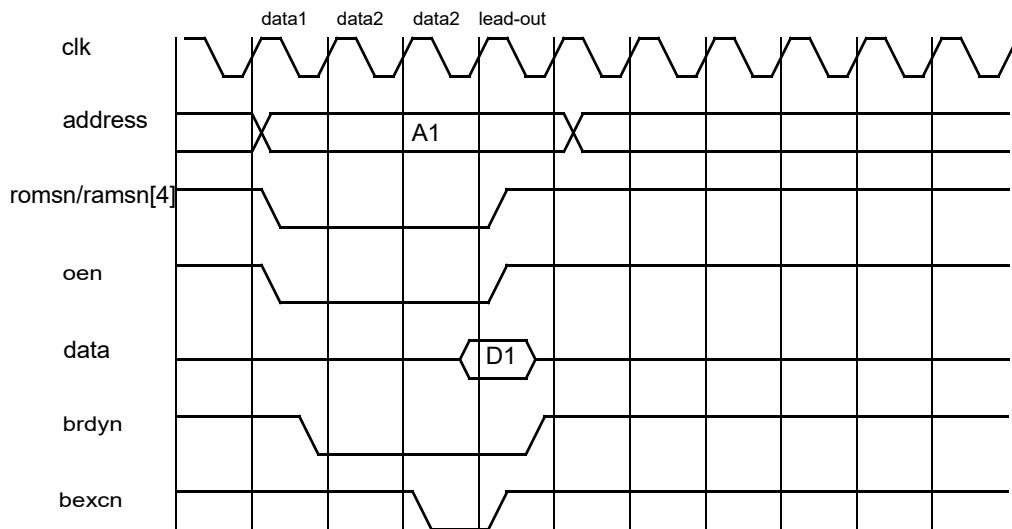 data1 data2 data2 lead-out
clk
address
A1
romsn/ramsn[4]
oen
data
D1
brdyn
bexcn